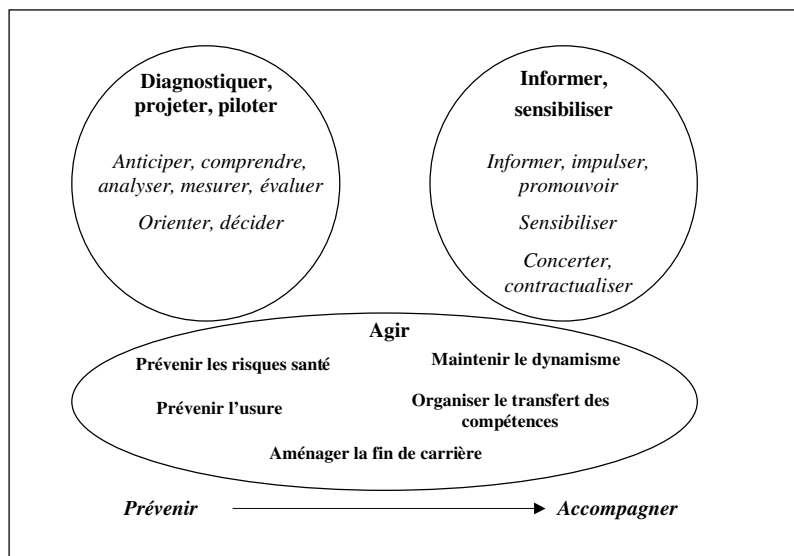 Diagnostiquer,
projeter, piloter
Anticiper, comprendre,
analyser, mesurer, évaluer
Orienter, décider
Informer,
sensibiliser
Informer, impulser,
promouvoir
Sensibiliser
Concerter,
contractualiser
Agir
Prévenir les risques santé
Maintenir le dynamisme
Prévenir l’usure
Organiser le transfert des
compétences
Aménager la fin de carrière
Prévenir
Accompagner